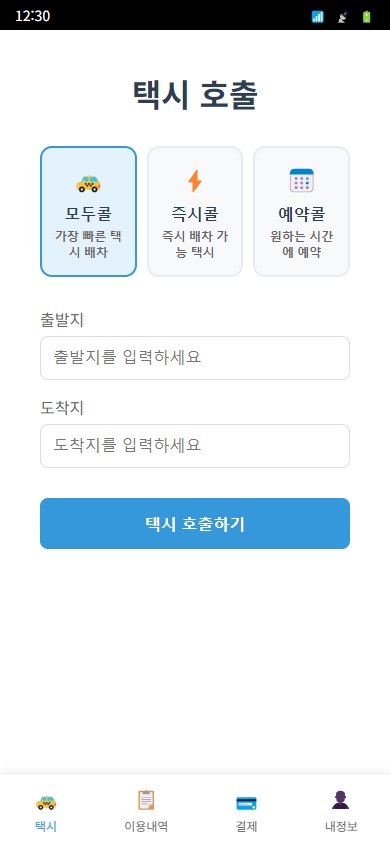 12:30
택시 호출
모두콜
가장 빠른 택
시 배차
즉시콜
즉시 배차 가
능 택시
예약콜
원하는 시간
에 예약
출발지
출발지를 입력하세요
도착지
도착지를 입력하세요
택시 호출하기
택시
이용내역
결제
내정보